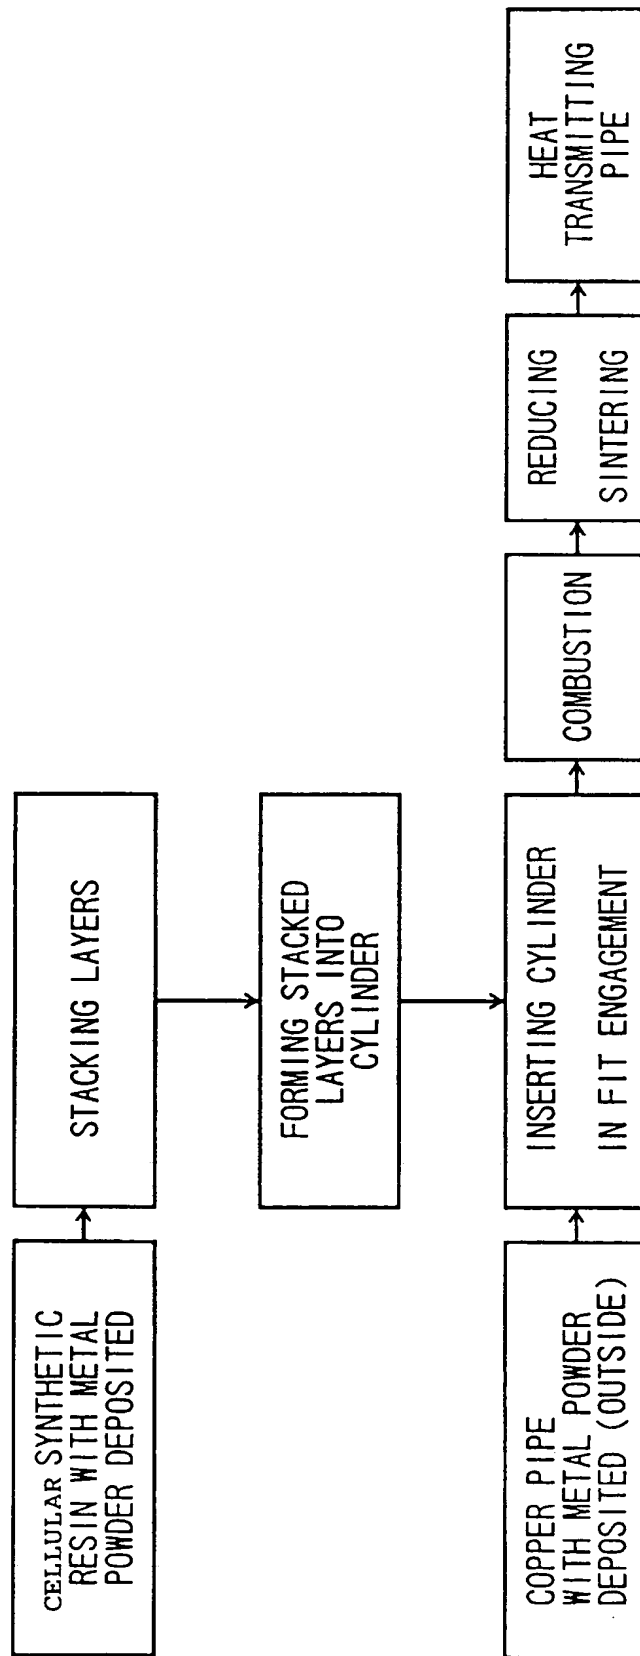 CELLULAR SYNTHETIC
RESIN WITH METAL
POWDER DEPOSITED
STACKING LAYERS
FORMING STACKED
LAYERS INTO
CYLINDER
COPPER PIPE
WITH METAL POWDER
DEPOSITED (OUTSIDE)
INSERTING CYLINDER
IN FIT ENGAGEMENT
COMBUSTION
REDUCING
SINTERING
HEAT
TRANSMITTING
PIPE